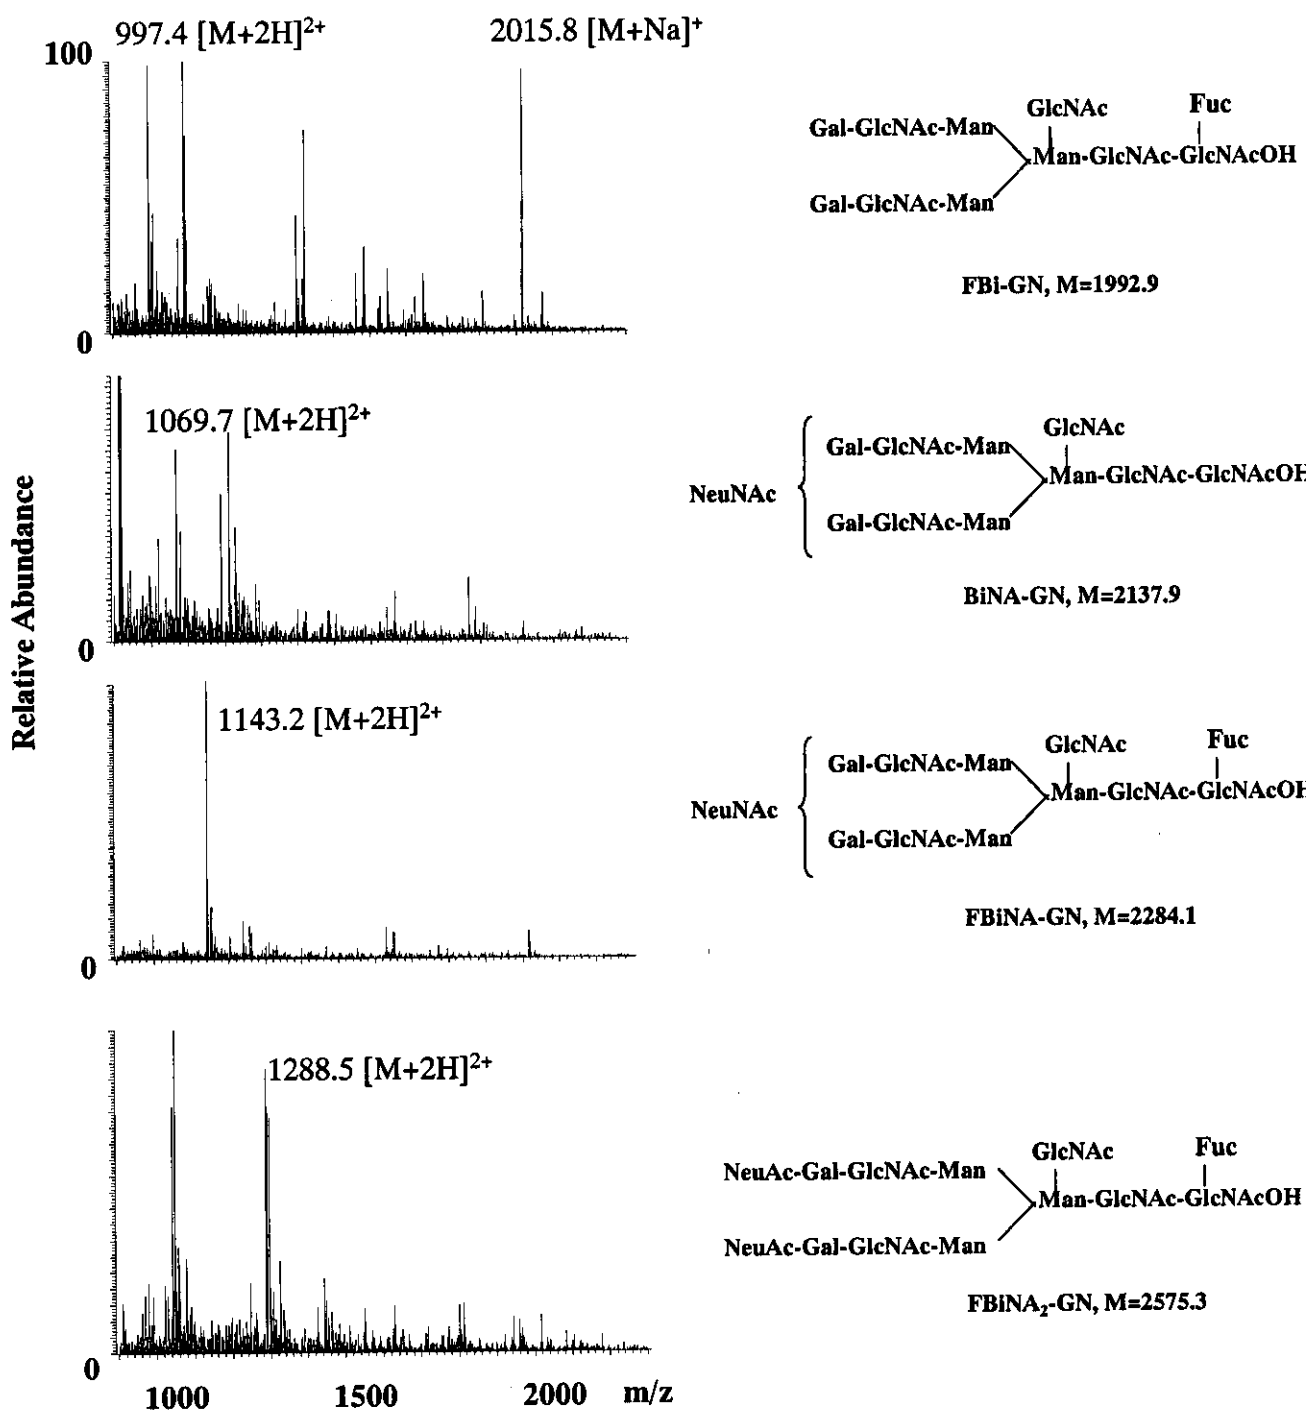 997.4 [M+2H]²⁺ 2015.8 [M+Na]⁺
100
0
GlcNAc Fuc
Gal-GlcNAc-Man
Man-GlcNAc-GlcNAcOH
Gal-GlcNAc-Man
FBi-GN, M=1992.9
1069.7 [M+2H]²⁺
0
GlcNAc
Gal-GlcNAc-Man
Man-GlcNAc-GlcNAcOH
NeuNAc
Gal-GlcNAc-Man
BiNA-GN, M=2137.9
Relative Abundance
1143.2 [M+2H]²⁺
0
GlcNAc Fuc
Gal-GlcNAc-Man
Man-GlcNAc-GlcNAcOH
NeuNAc
Gal-GlcNAc-Man
FBiNA-GN, M=2284.1
1288.5 [M+2H]²⁺
0
GlcNAc Fuc
NeuAc-Gal-GlcNAc-Man
Man-GlcNAc-GlcNAcOH
NeuAc-Gal-GlcNAc-Man
FBiNA₂-GN, M=2575.3
1000 1500 2000 m/z